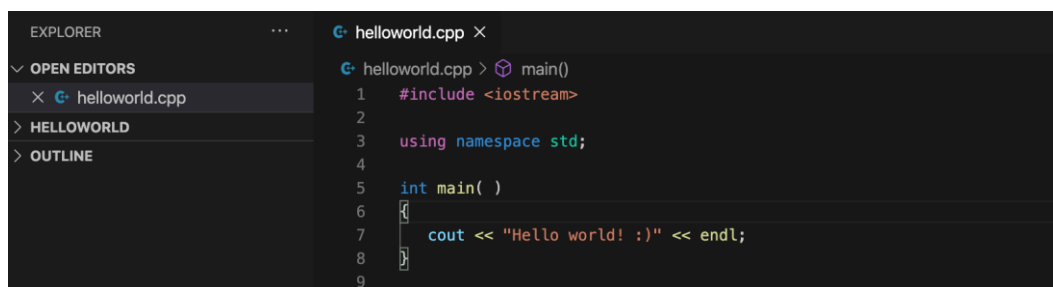 EXPLORER ...
OPEN EDITORS
helloworld.cpp
HELLOWORLD
OUTLINE
helloworld.cpp
helloworld.cpp > main()
1 #include <iostream>
2
3 using namespace std;
4
5 int main( )
6 {
7    cout << "Hello world! :)" << endl;
8 }
9